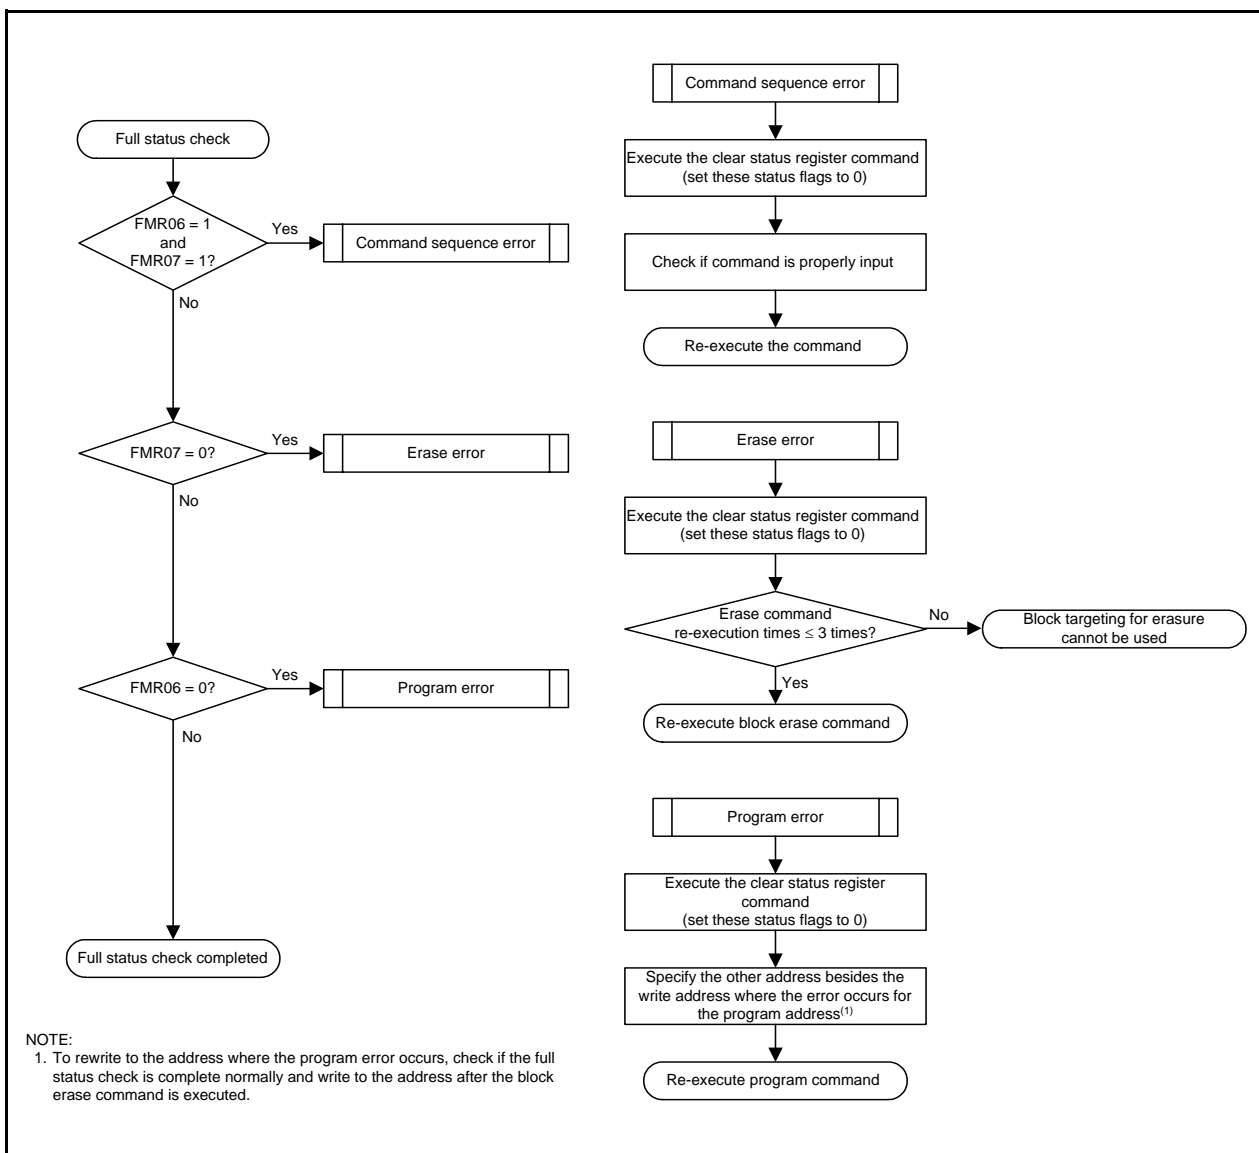 Full status check
FMR06 = 1
and
FMR07 = 1?
Yes
Command sequence error
No
FMR07 = 0?
Yes
Erase error
No
FMR06 = 0?
Yes
Program error
No
Full status check completed
Command sequence error
Execute the clear status register command
(set these status flags to 0)
Check if command is properly input
Re-execute the command
Erase error
Execute the clear status register command
(set these status flags to 0)
Erase command
re-execution times ≤ 3 times?
No
Block targeting for erasure
cannot be used
Yes
Re-execute block erase command
Program error
Execute the clear status register
command
(set these status flags to 0)
Specify the other address besides the
write address where the error occurs for
the program address(1)
Re-execute program command
NOTE:
1. To rewrite to the address where the program error occurs, check if the full
status check is complete normally and write to the address after the block
erase command is executed.